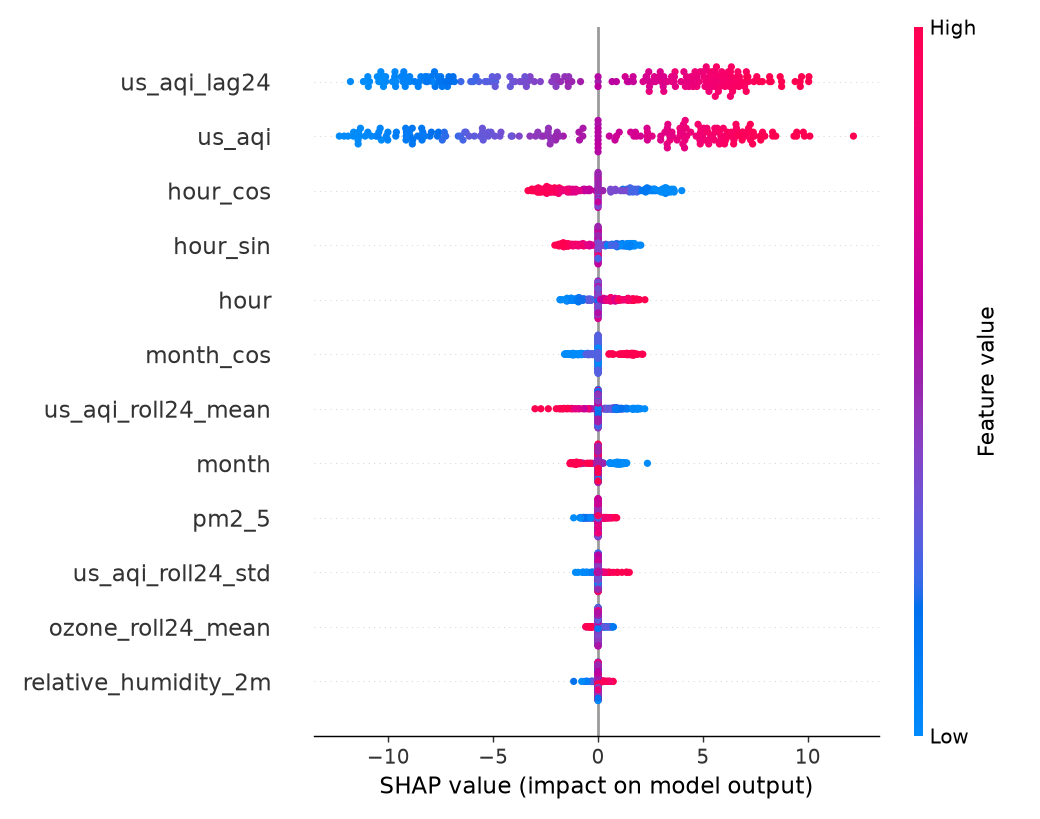 High
us_aqi_lag24
us_aqi
hour_cos
hour_sin
hour
month_cos
us_aqi_roll24_mean
month
pm2_5
us_aqi_roll24_std
ozone_roll24_mean
relative_humidity_2m
Feature value
Low
−10 −5 0 5 10
SHAP value (impact on model output)